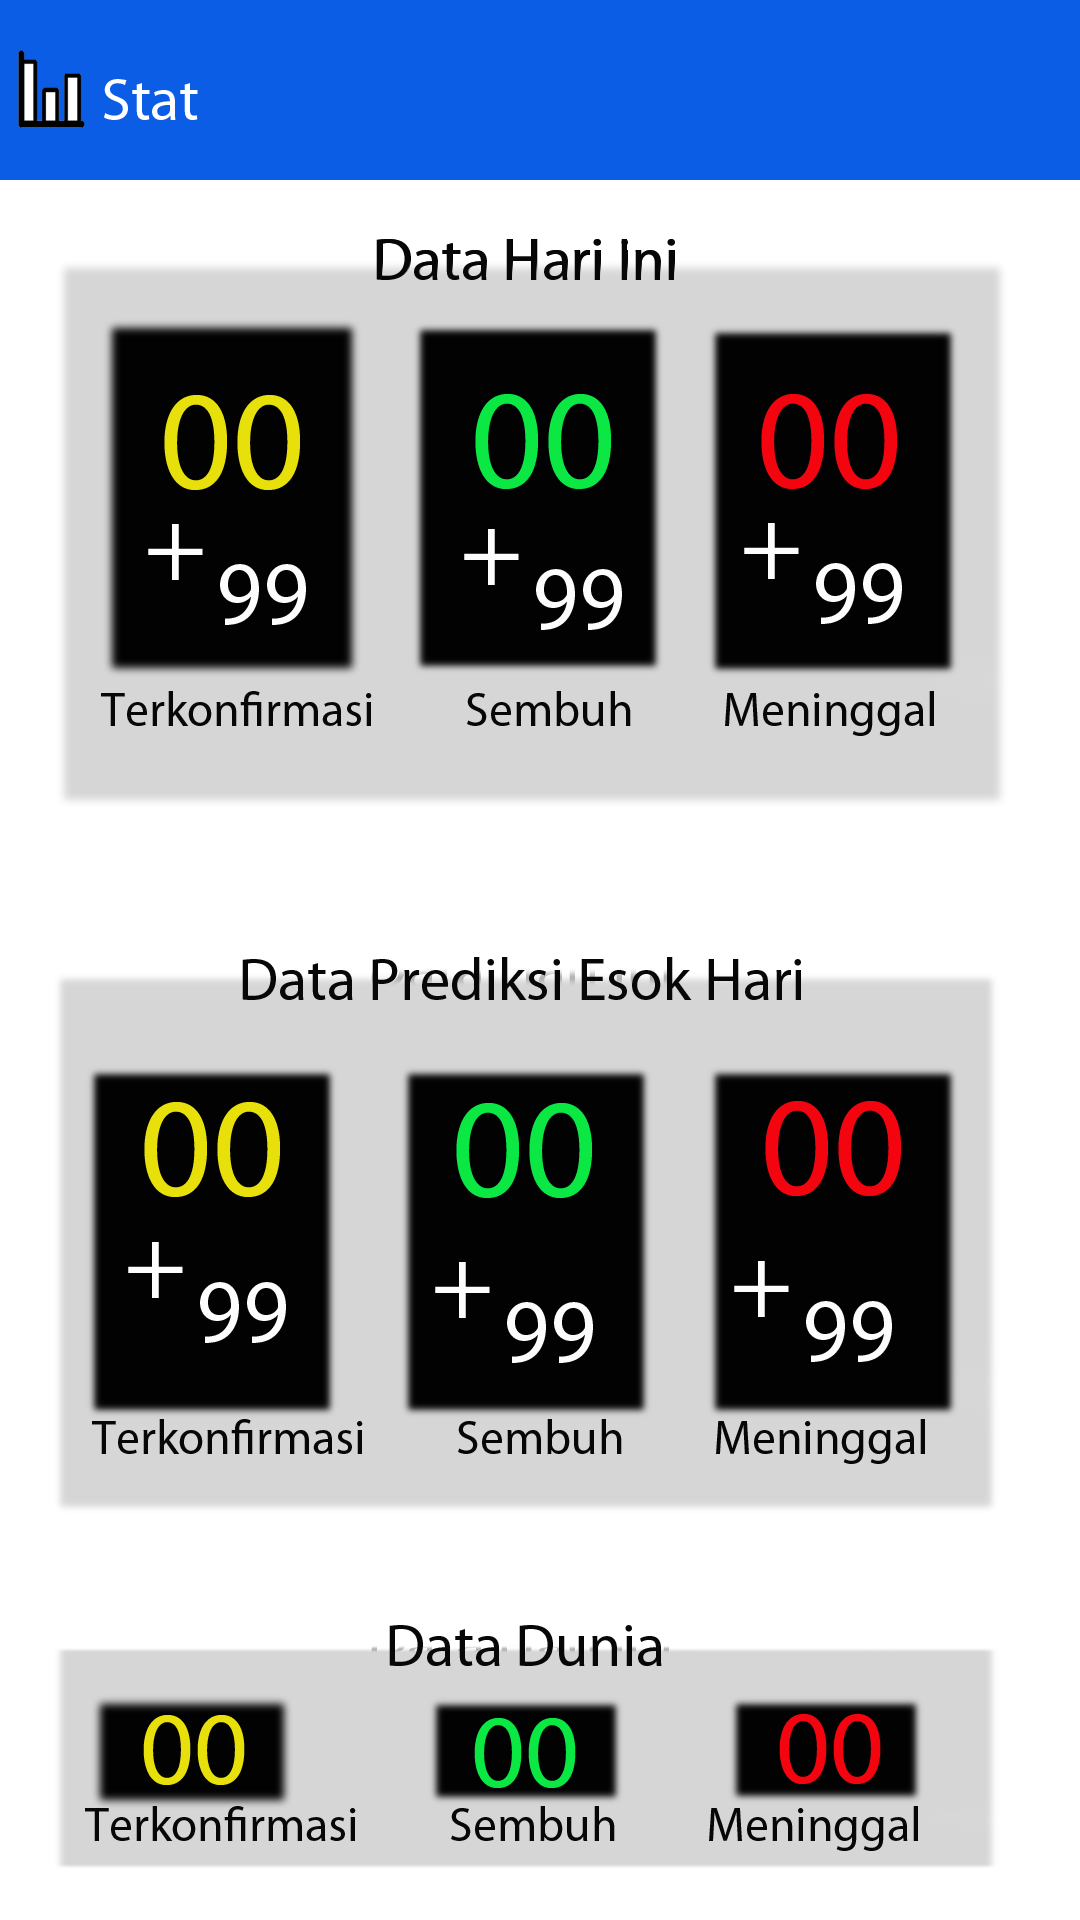 Stat
Data Hari Ini
00 00 00
+99 +99 +99
Terkonfirmasi Sembuh Meninggal
Data Prediksi Esok Hari
00 00 00
+99 +99 +99
Terkonfirmasi Sembuh Meninggal
Data Dunia
00 00 00
Terkonfirmasi Sembuh Meninggal